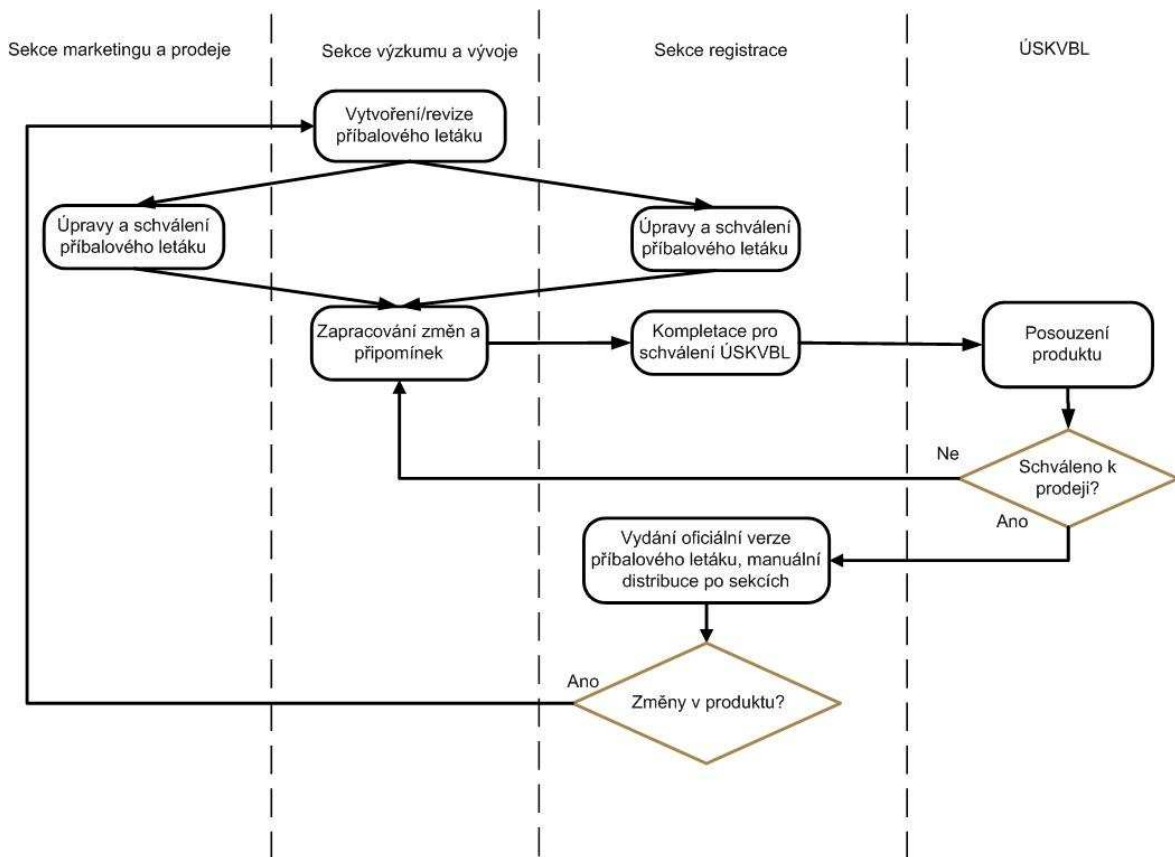 Sekce marketingu a prodeje
Sekce výzkumu a vývoje
Sekce registrace
ÚSKVBL
Vytvoření/revize
příbalového letáku
Úpravy a schválení
příbalového letáku
Úpravy a schválení
příbalového letáku
Zapracování změn a
připomínek
Kompletace pro
schválení ÚSKVBL
Posouzení
produktu
Ne
Schváleno k
prodeji?
Ano
Vydání oficiální verze
příbalového letáku, manuální
distribuce po sekcích
Ano
Změny v produktu?